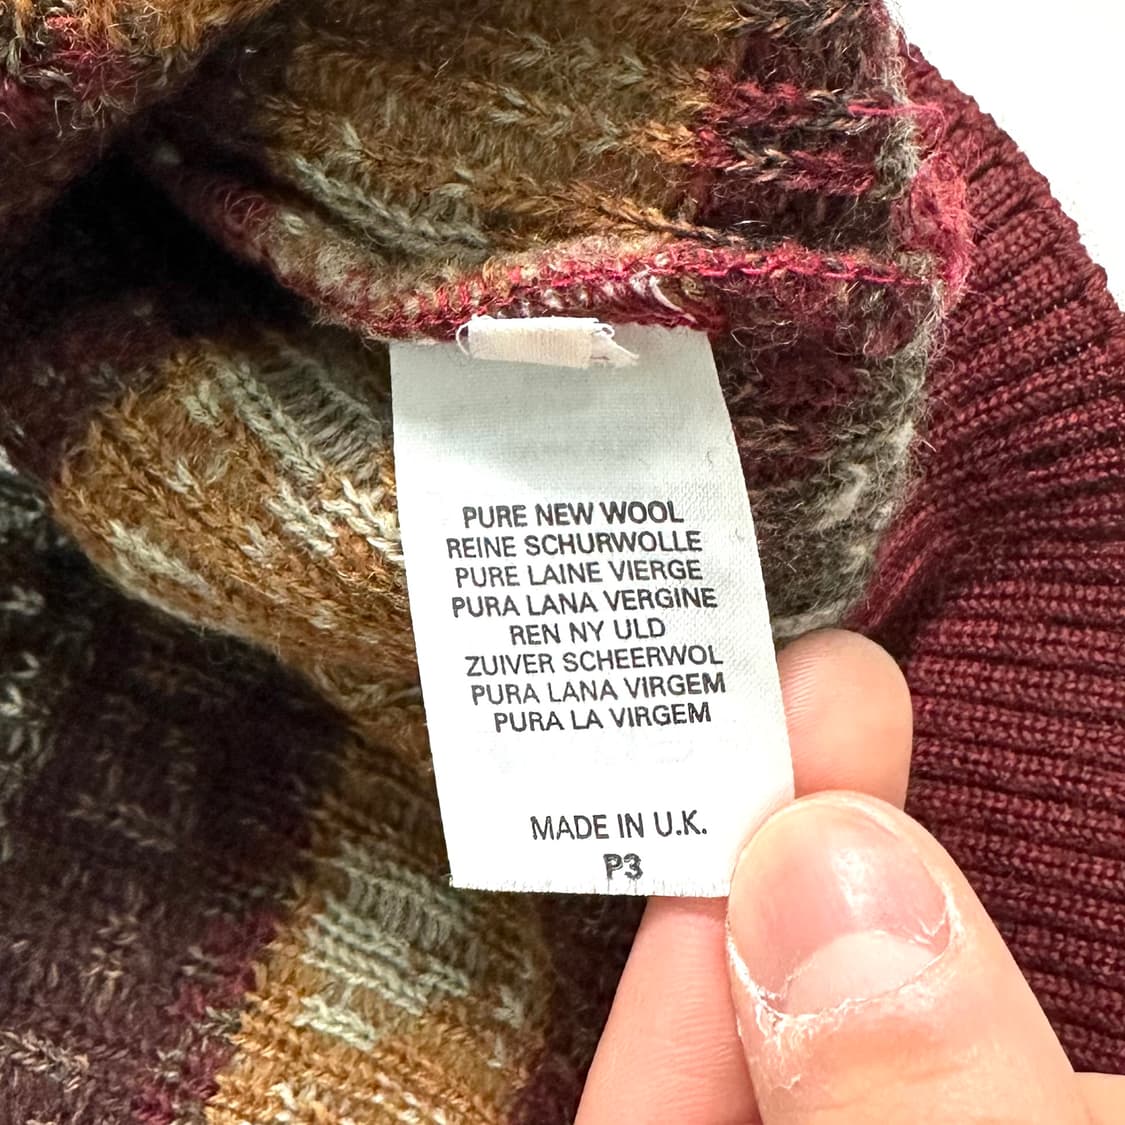 PURE NEW WOOL
REINE SCHURWOLLE
PURE LAINE VIERGE
PURA LANA VERGINE
REN NY ULD
ZUIVER SCHEERWOL
PURA LANA VIRGEM
PURA LA VIRGEM
MADE IN U.K.
P3